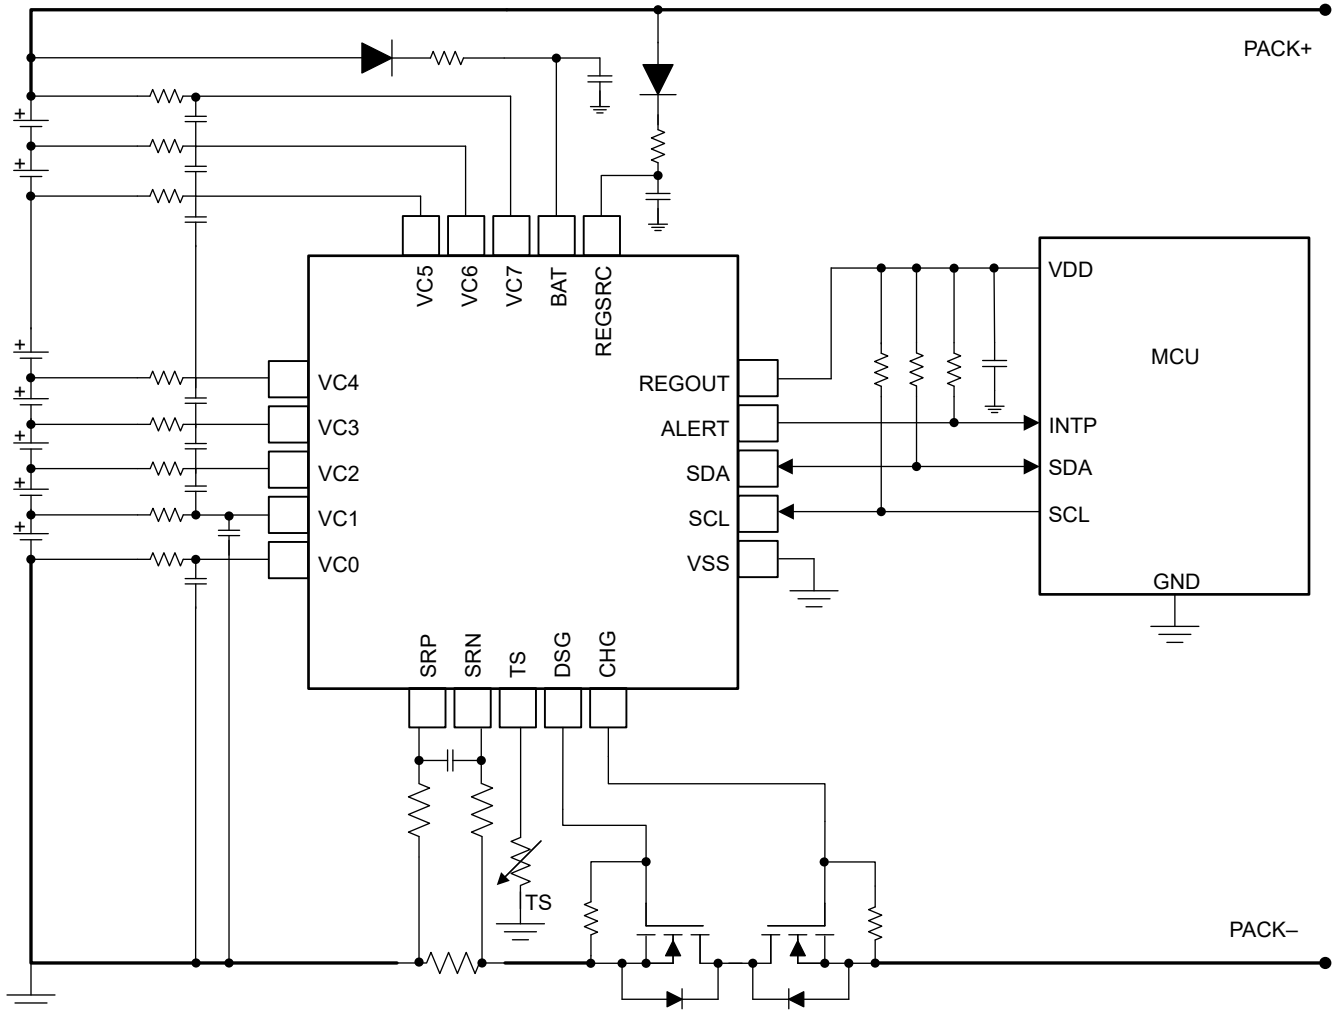 PACK+
VC5
VC6
VC7
BAT
REGSRC
VDD
MCU
VC4
REGOUT
VC3
ALERT
INTP
VC2
SDA
SDA
VC1
SCL
SCL
VC0
VSS
GND
SRP
SRN
TS
DSG
CHG
TS
PACK–